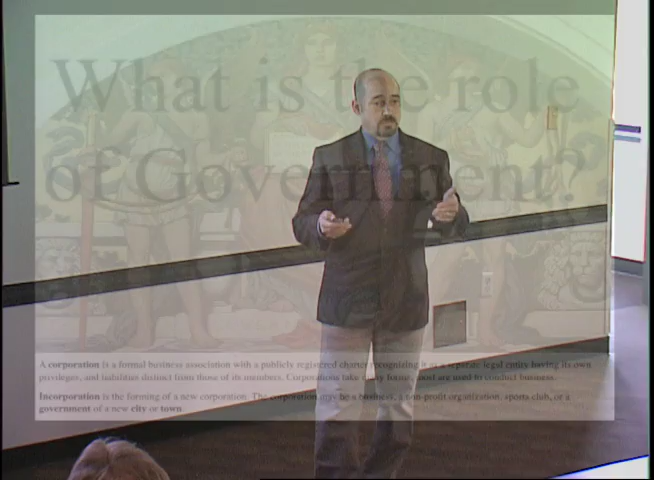 What is the role
of Government?
A corporation is a formal business association with a publicly registered charter recognizing it as a separate legal entity having its own
privileges, and liabilities distinct from those of its members. Corporations take many forms, most are used to conduct business.
Incorporation is the forming of a new corporation. The corporation may be a business, a non-profit organization, sports club, or a
government of a new city or town.